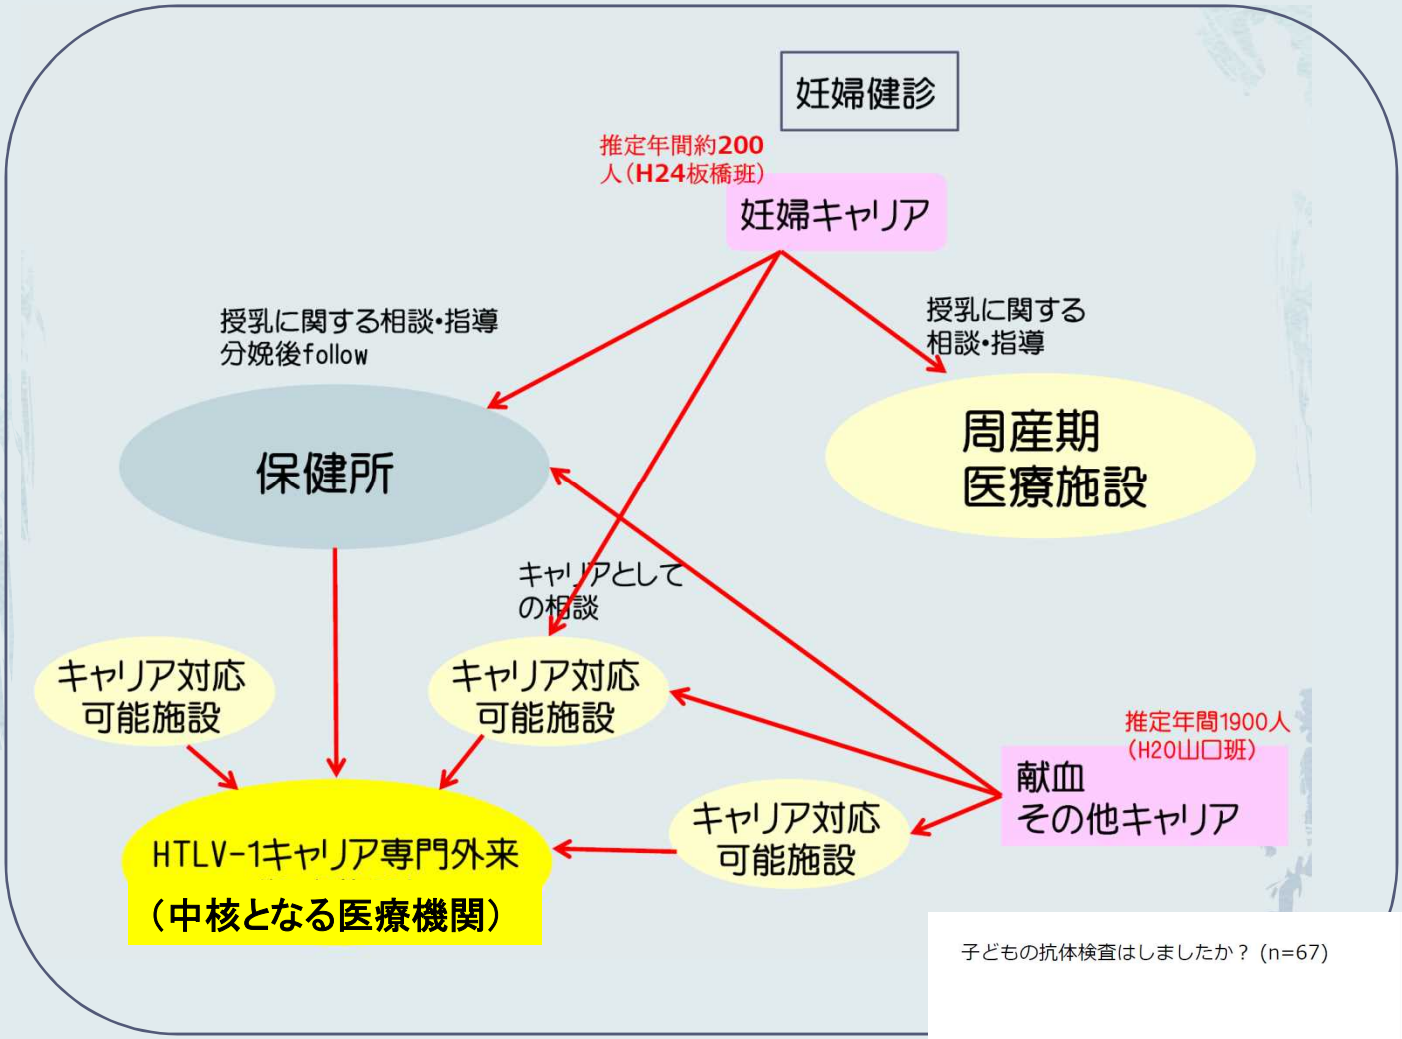 妊婦健診
推定年間約200
人（H24板橋班）
妊婦キャリア
授乳に関する相談・指導
分娩後follow
授乳に関する
相談・指導
保健所
周産期
医療施設
キャリアとして
の相談
キャリア対応
可能施設
キャリア対応
可能施設
推定年間1900人
（H20山口班）
献血
その他キャリア
キャリア対応
可能施設
HTLV-1キャリア専門外来
（中核となる医療機関）
子どもの抗体検査はしましたか？ (n=67)